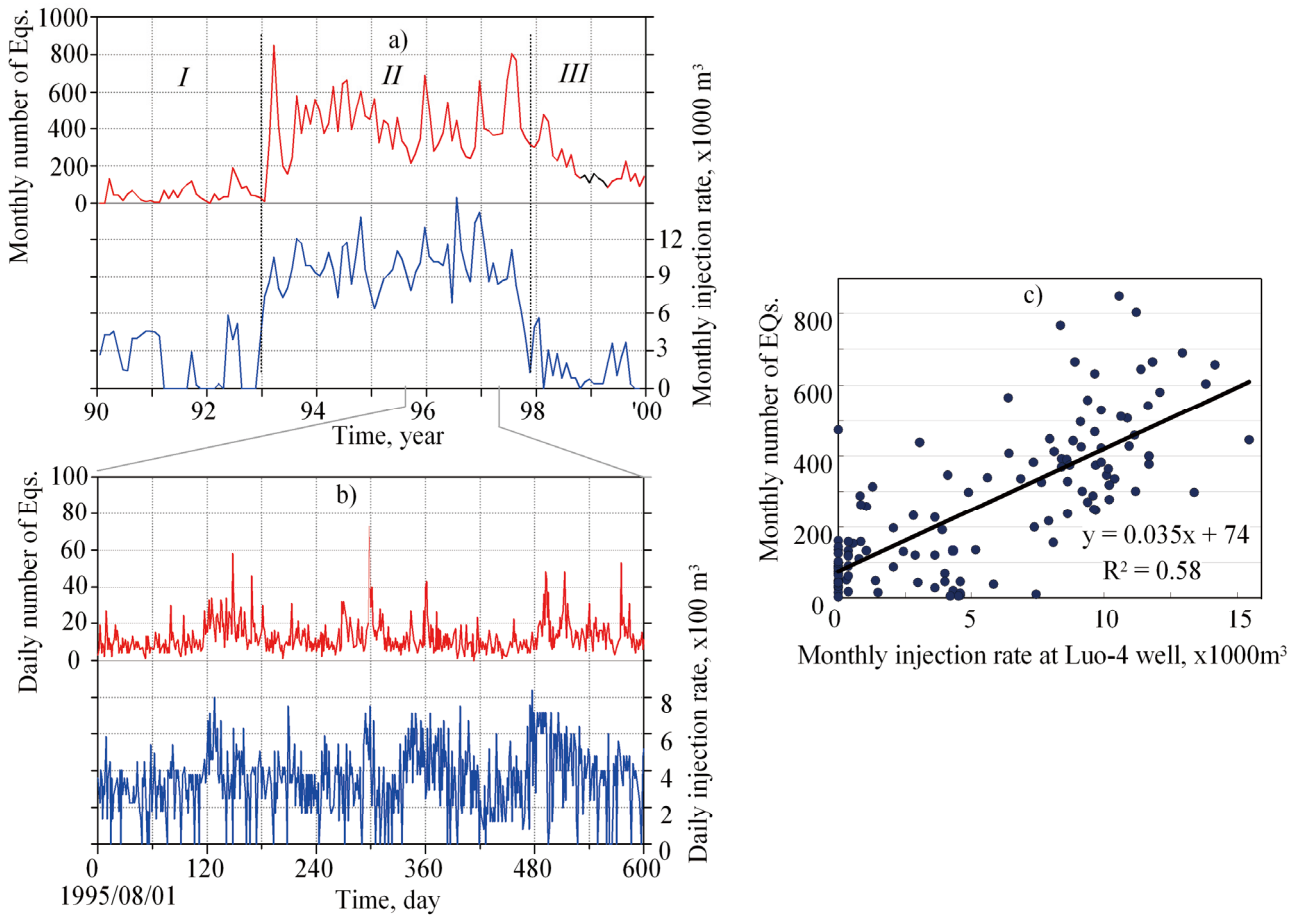 a)
I
II
III
Monthly number of Eqs.
1000
800
600
400
200
0
Monthly injection rate, x1000 m³
12
9
6
3
0
90 92 94 96 98 00
Time, year
b)
Daily number of Eqs.
100
80
60
40
20
0
Daily injection rate, x100 m³
8
6
4
2
0
0 120 240 360 480 600
1995/08/01
Time, day
c)
Monthly number of EQs.
800
600
400
200
0
y = 0.035x + 74
R² = 0.58
0 5 10 15
Monthly injection rate at Luo-4 well, x1000m³